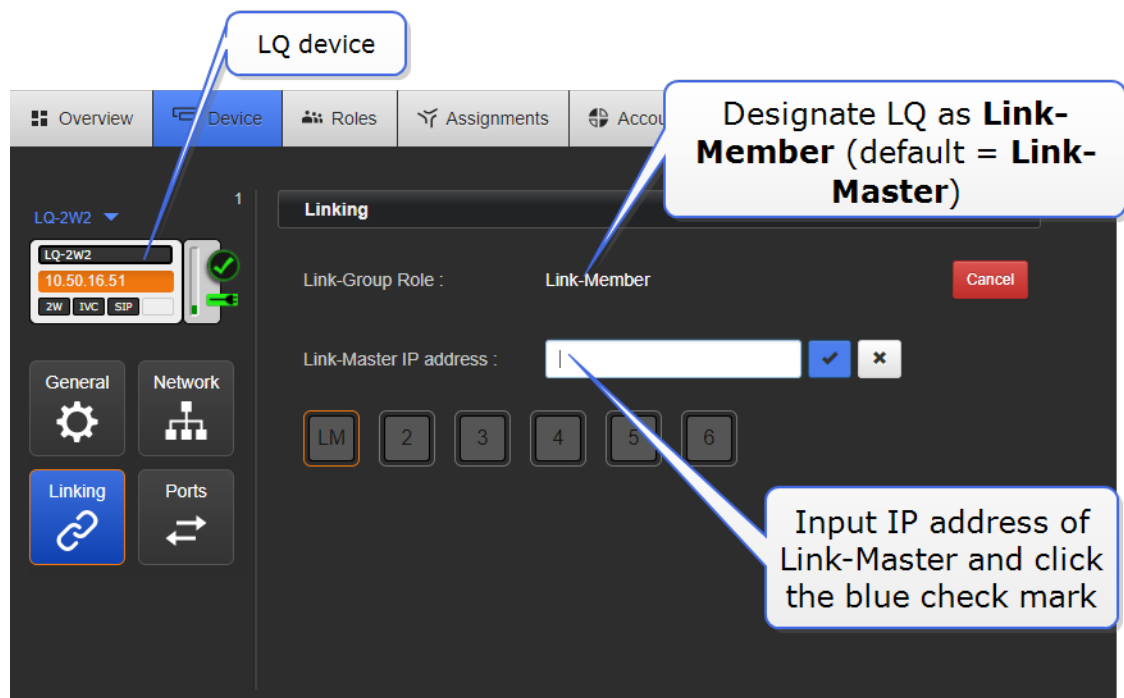 LQ device
Overview
Device
Roles
Assignments
Designate LQ as Link-
Member (default = Link-
Master)
LQ-2W2
1
LQ-2W2
10.50.16.51
2W IVC SIP
Linking
Link-Group Role :
Link-Member
Cancel
Link-Master IP address :
LM 2 3 4 5 6
General
Network
Linking
Ports
Input IP address of
Link-Master and click
the blue check mark